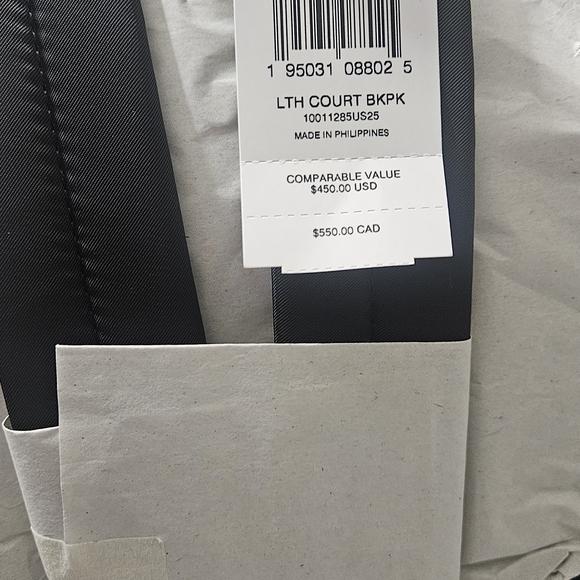 1 95031 08802 5
LTH COURT BKPK
10011285US25
MADE IN PHILIPPINES
COMPARABLE VALUE
$450.00 USD
$550.00 CAD